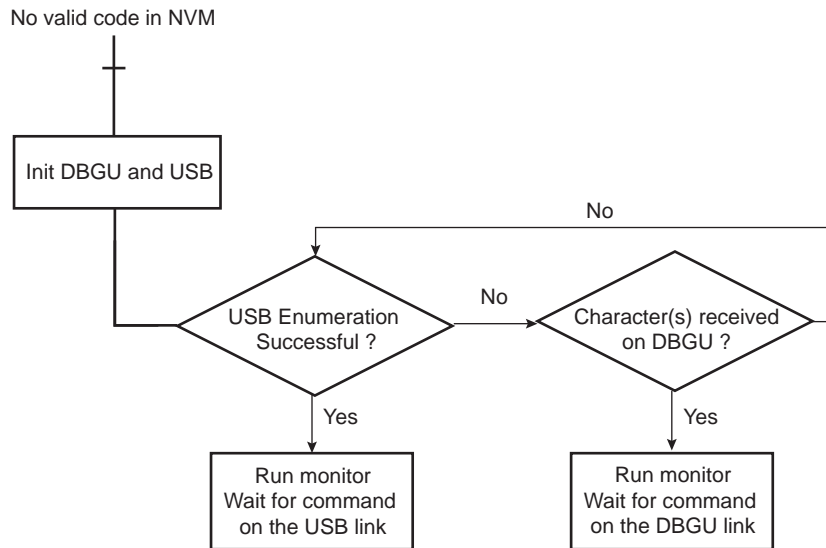 No valid code in NVM
Init DBGU and USB
No
USB Enumeration
Successful ?
No
Character(s) received
on DBGU ?
Yes
Yes
Run monitor
Wait for command
on the USB link
Run monitor
Wait for command
on the DBGU link